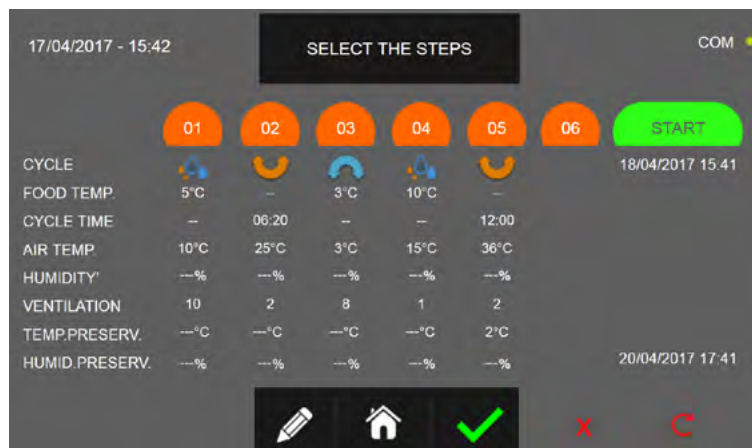 17/04/2017 - 15:42 SELECT THE STEPS COM
01 02 03 04 05 06 START
CYCLE 18/04/2017 15.41
FOOD TEMP. 5°C -- 3°C 10°C --
CYCLE TIME -- 06:20 -- -- 12:00
AIR TEMP. 10°C 25°C 3°C 15°C 36°C
HUMIDITY' ---% ---% ---% ---% ---%
VENTILATION 10 2 8 1 2
TEMP.PRESERV. ---°C ---°C ---°C ---°C 2°C
HUMID.PRESERV. ---% ---% ---% ---% ---% 20/04/2017 17:41